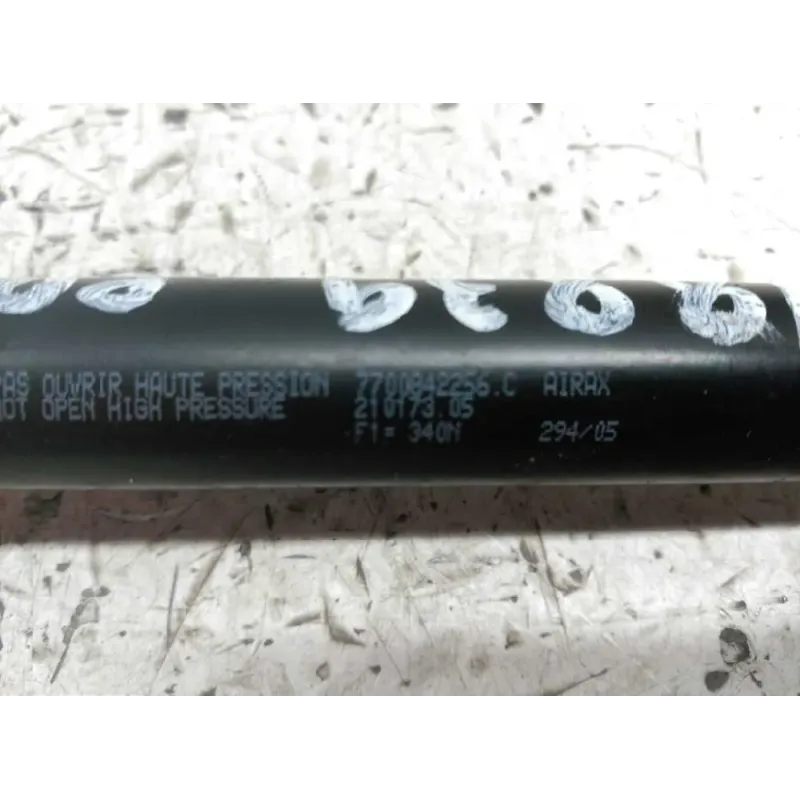 PAS OUVRIR HAUTE PRESSION 7700842256.C AIRAX
NOT OPEN HIGH PRESSURE 210173.05
F1= 340N 294/05